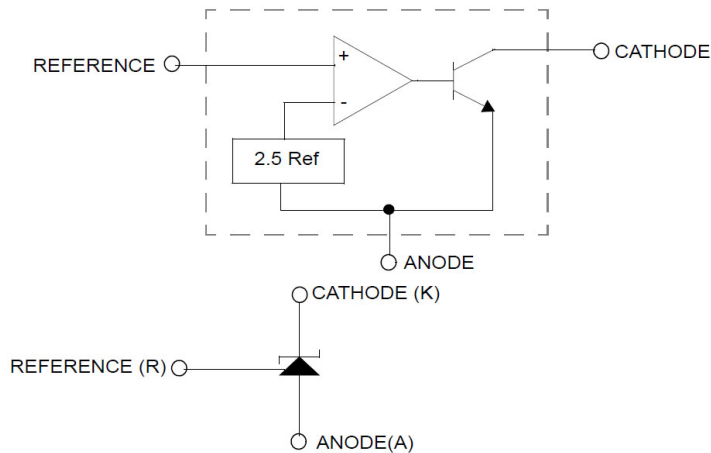 REFERENCE
+
-
CATHODE
2.5 Ref
ANODE
CATHODE (K)
REFERENCE (R)
ANODE(A)